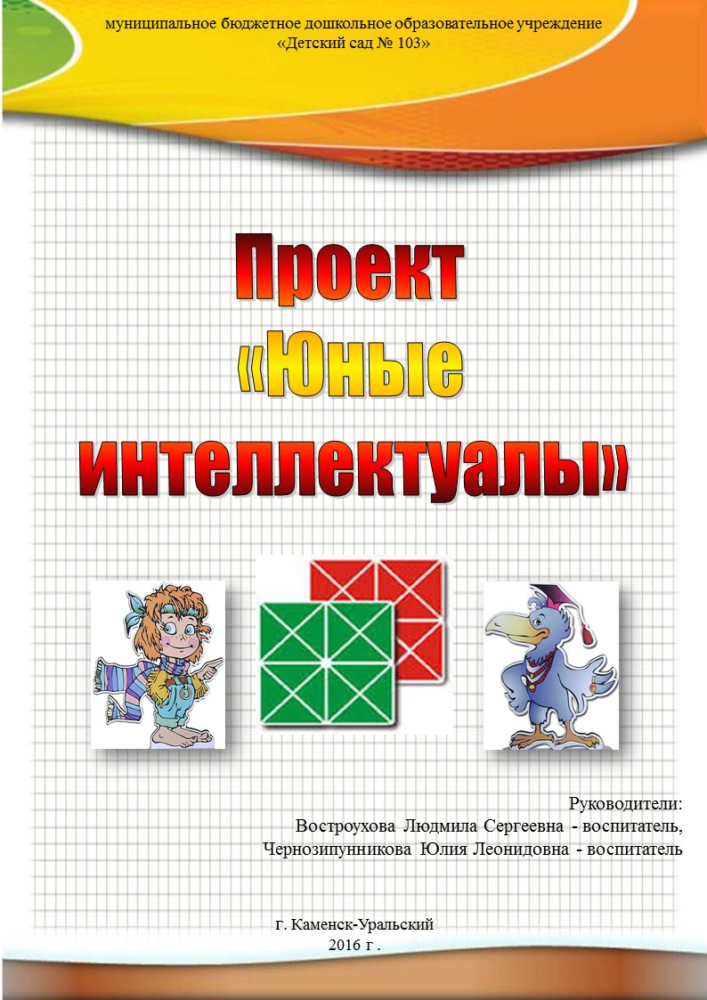 муниципальное бюджетное дошкольное образовательное учреждение
«Детский сад № 103»
Проект
«Юные
интеллектуалы»
Руководители:
Востроухова Людмила Сергеевна - воспитатель,
Чернозипунникова Юлия Леонидовна - воспитатель
г. Каменск-Уральский
2016 г .